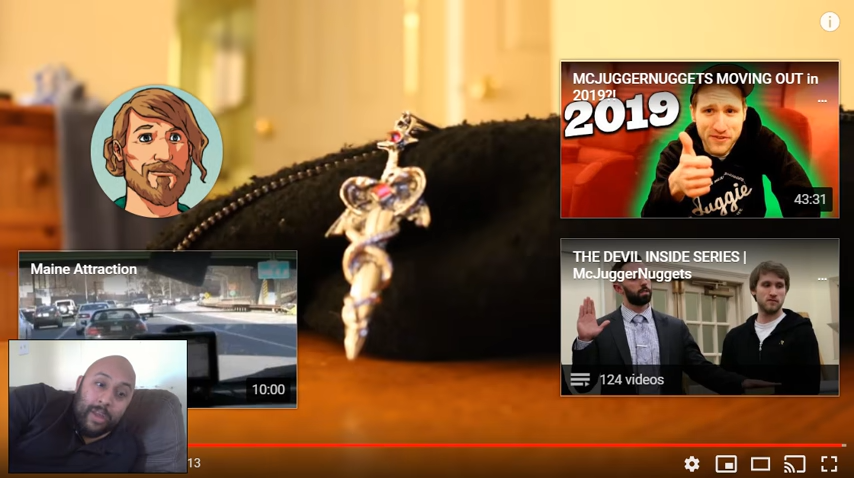 MCJUGGERNUGGETS MOVING OUT in
2019?!
2019
Juggie
43:31
Maine Attraction
10:00
THE DEVIL INSIDE SERIES |
McJuggerNuggets
124 videos
13